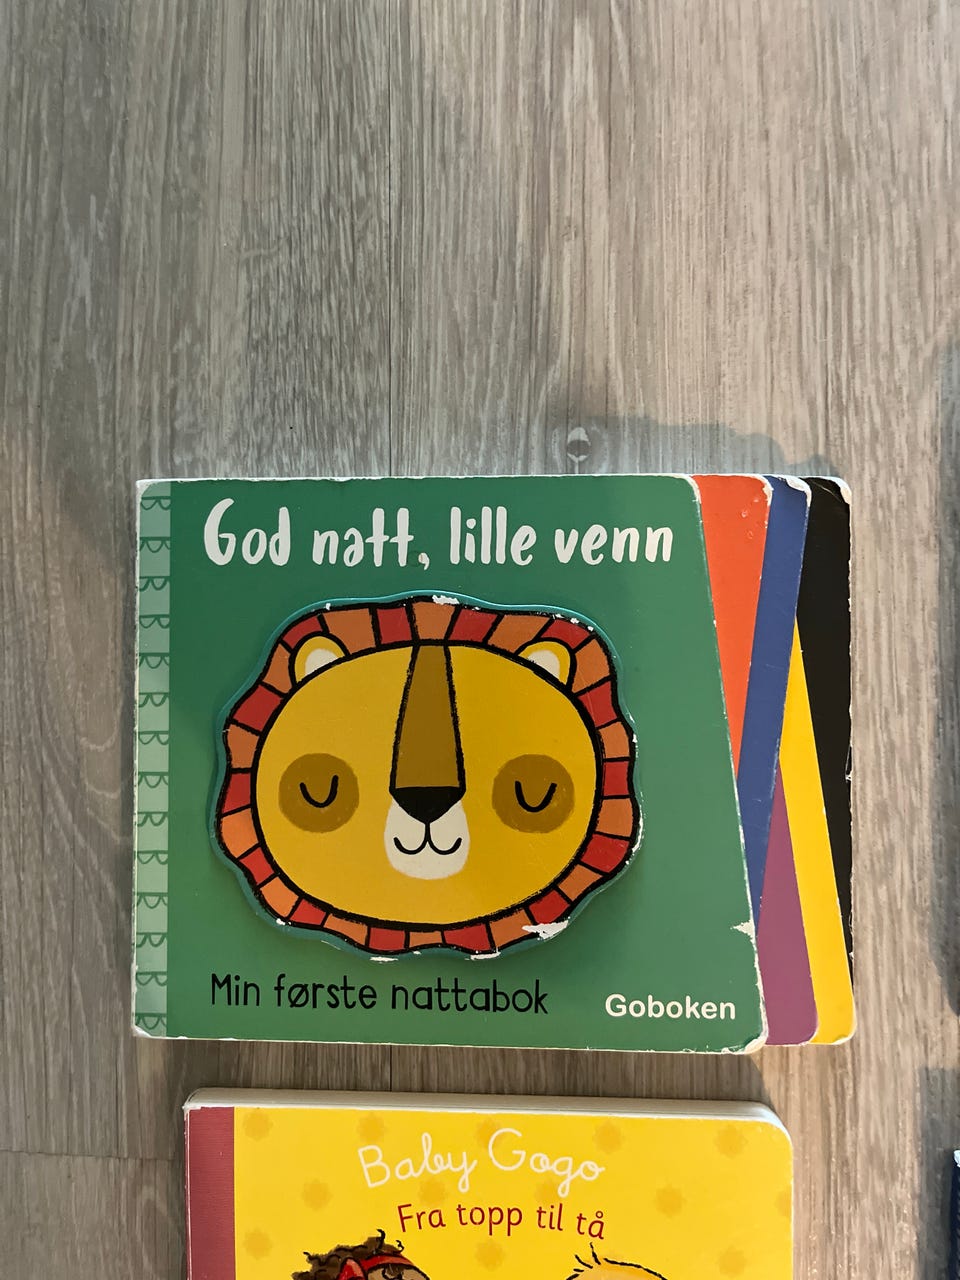 God natt, lille venn
Min første nattabok
Goboken
Baby Gogo
Fra topp til tå